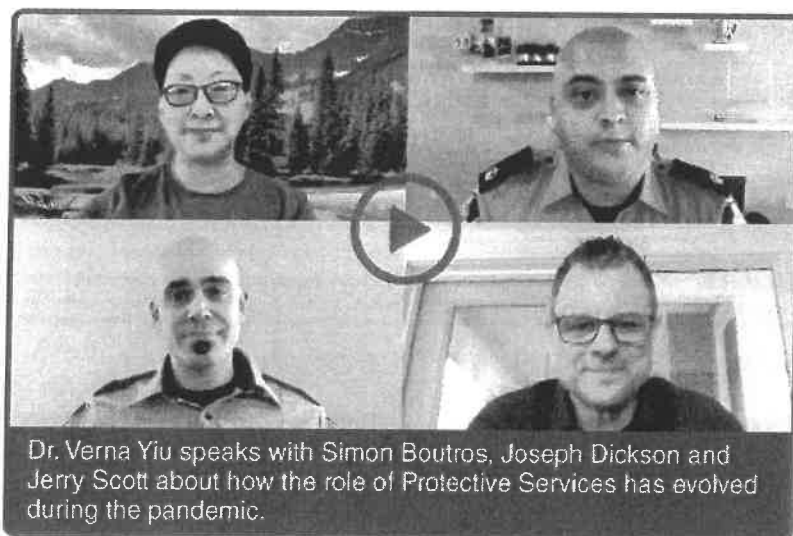 Dr. Verna Yiu speaks with Simon Boutros, Joseph Dickson and
Jerry Scott about how the role of Protective Services has evolved
during the pandemic.